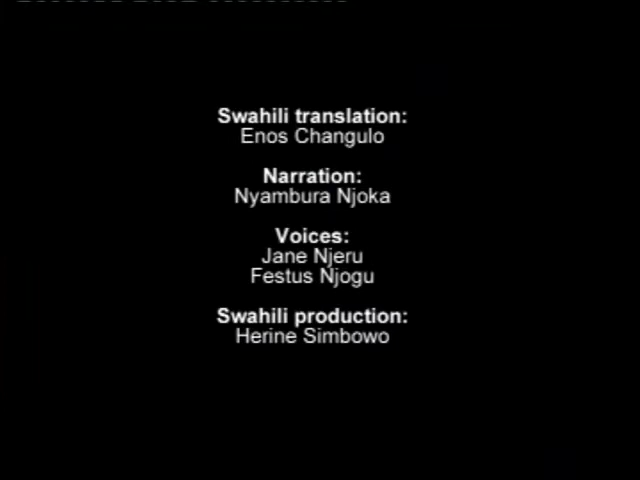 Swahili translation:
Enos Changulo
Narration:
Nyambura Njoka
Voices:
Jane Njeru
Festus Njogu
Swahili production:
Herine Simbowo